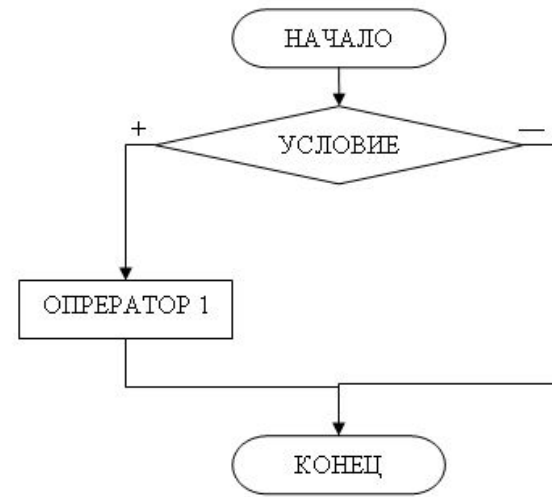 НАЧАЛО
+
—
УСЛОВИЕ
ОПРЕРАТОР 1
КОНЕЦ